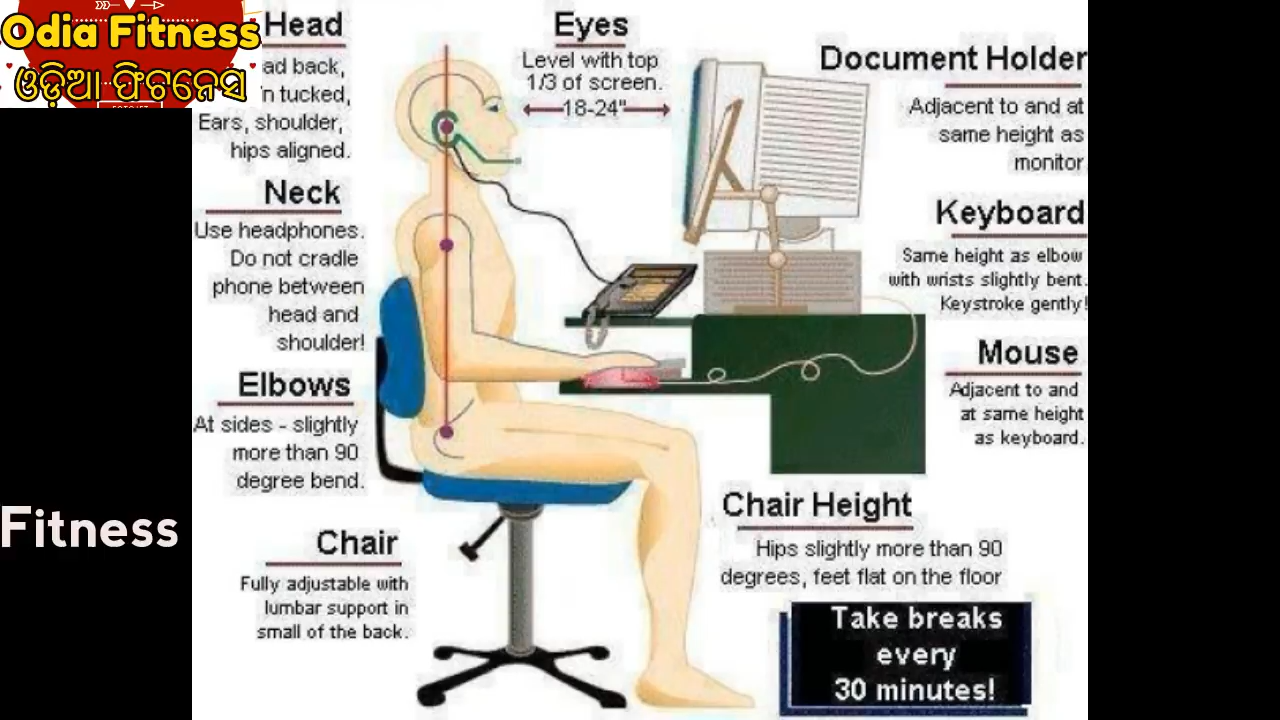 Odia Fitness
ଓଡ଼ିଆ ଫିଟନେସ
Head
back,
tucked,
Ears, shoulder,
hips aligned.
Neck
Use headphones.
Do not cradle
phone between
head and
shoulder!
Elbows
At sides - slightly
more than 90
degree bend.
Fitness
Chair
Fully adjustable with
lumbar support in
small of the back.
Eyes
Level with top
1/3 of screen.
18-24"
Document Holder
Adjacent to and at
same height as
monitor
Keyboard
Same height as elbow
with wrists slightly bent.
Keystroke gently!
Mouse
Adjacent to and
at same height
as keyboard.
Chair Height
Hips slightly more than 90
degrees, feet flat on the floor
Take breaks
every
30 minutes!